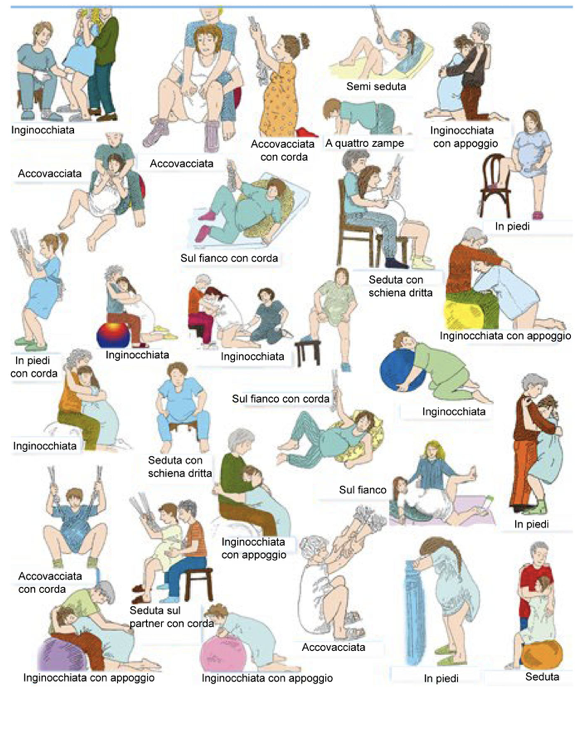 Inginocchiata
Accovacciata
Accovacciata
con corda
Semi seduta
A quattro zampe
Inginocchiata
con appoggio
Accovacciata
Sul fianco con corda
Seduta con
schiena dritta
In piedi
In piedi
con corda
Inginocchiata
Inginocchiata
Inginocchiata con appoggio
Inginocchiata
Seduta con
schiena dritta
Sul fianco con corda
Inginocchiata
Sul fianco
In piedi
Inginocchiata
con appoggio
Accovacciata
con corda
Seduta sul
partner con corda
Accovacciata
Inginocchiata con appoggio
Inginocchiata con appoggio
In piedi
Seduta